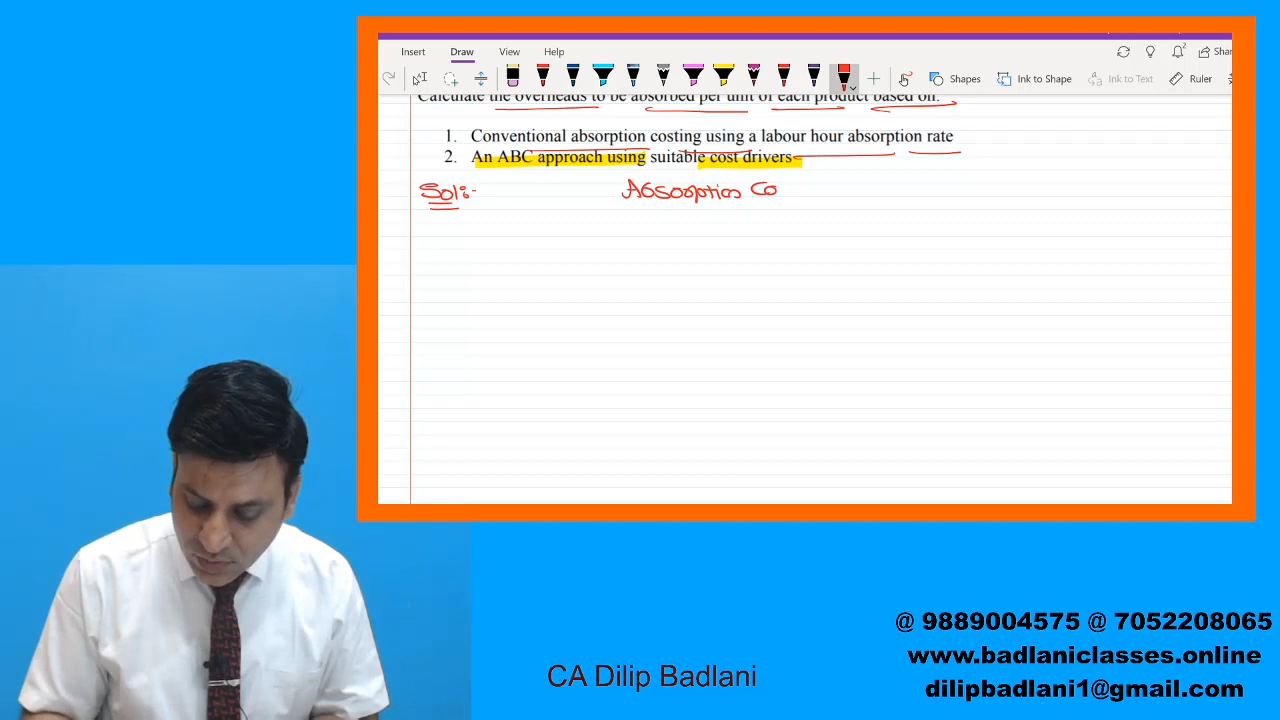 Insert Draw View Help Shar
Shapes Ink to Shape Ink to Text Ruler
Calculate the overheads to be absorbed per unit of each product based on:
1. Conventional absorption costing using a labour hour absorption rate
2. An ABC approach using suitable cost drivers
Sol:- Absorption Co
@ 9889004575 @ 7052208065
www.badlaniclasses.online
dilipbadlani1@gmail.com
CA Dilip Badlani